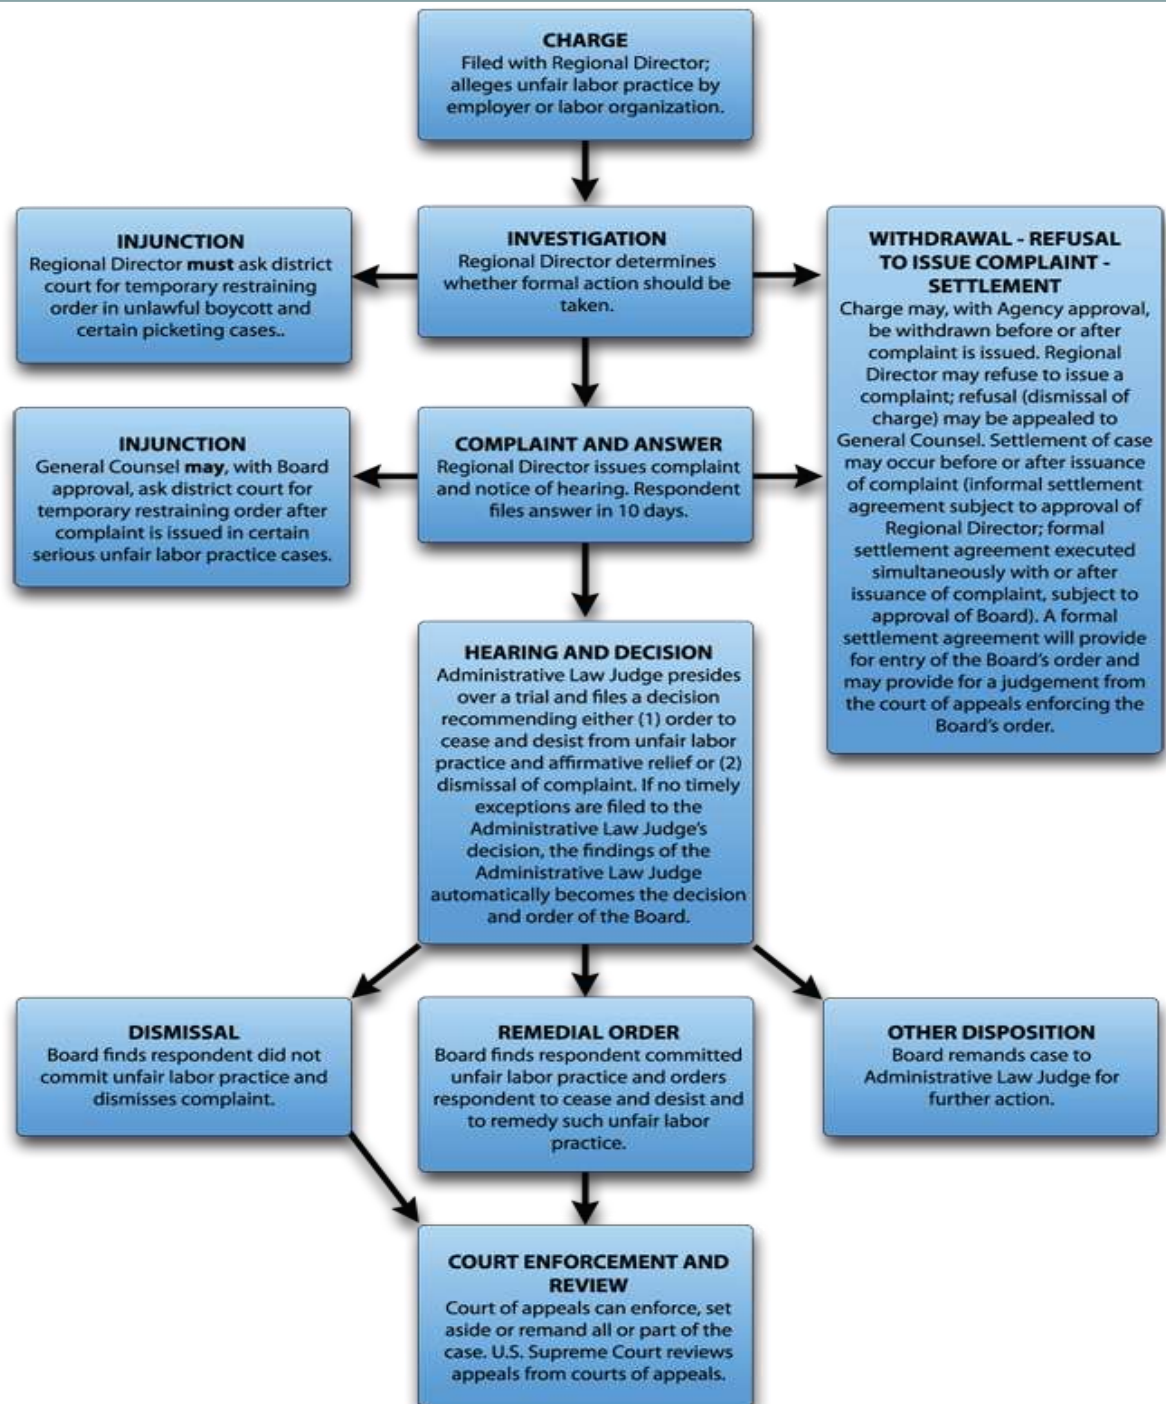 CHARGE
Filed with Regional Director;
alleges unfair labor practice by
employer or labor organization.
INJUNCTION
Regional Director must ask district
court for temporary restraining
order in unlawful boycott and
certain picketing cases..
INVESTIGATION
Regional Director determines
whether formal action should be
taken.
WITHDRAWAL - REFUSAL
TO ISSUE COMPLAINT -
SETTLEMENT
Charge may, with Agency approval,
be withdrawn before or after
complaint is issued. Regional
Director may refuse to issue a
complaint; refusal (dismissal of
charge) may be appealed to
General Counsel. Settlement of case
may occur before or after issuance
of complaint (informal settlement
agreement subject to approval of
Regional Director; formal
settlement agreement executed
simultaneously with or after
issuance of complaint, subject to
approval of Board). A formal
settlement agreement will provide
for entry of the Board's order and
may provide for a judgement from
the court of appeals enforcing the
Board's order.
INJUNCTION
General Counsel may, with Board
approval, ask district court for
temporary restraining order after
complaint is issued in certain
serious unfair labor practice cases.
COMPLAINT AND ANSWER
Regional Director issues complaint
and notice of hearing. Respondent
files answer in 10 days.
HEARING AND DECISION
Administrative Law Judge presides
over a trial and files a decision
recommending either (1) order to
cease and desist from unfair labor
practice and affirmative relief or (2)
dismissal of complaint. If no timely
exceptions are filed to the
Administrative Law Judge's
decision, the findings of the
Administrative Law Judge
automatically becomes the decision
and order of the Board.
DISMISSAL
Board finds respondent did not
commit unfair labor practice and
dismisses complaint.
REMEDIAL ORDER
Board finds respondent committed
unfair labor practice and orders
respondent to cease and desist and
to remedy such unfair labor
practice.
OTHER DISPOSITION
Board remands case to
Administrative Law Judge for
further action.
COURT ENFORCEMENT AND
REVIEW
Court of appeals can enforce, set
aside or remand all or part of the
case. U.S. Supreme Court reviews
appeals from courts of appeals.